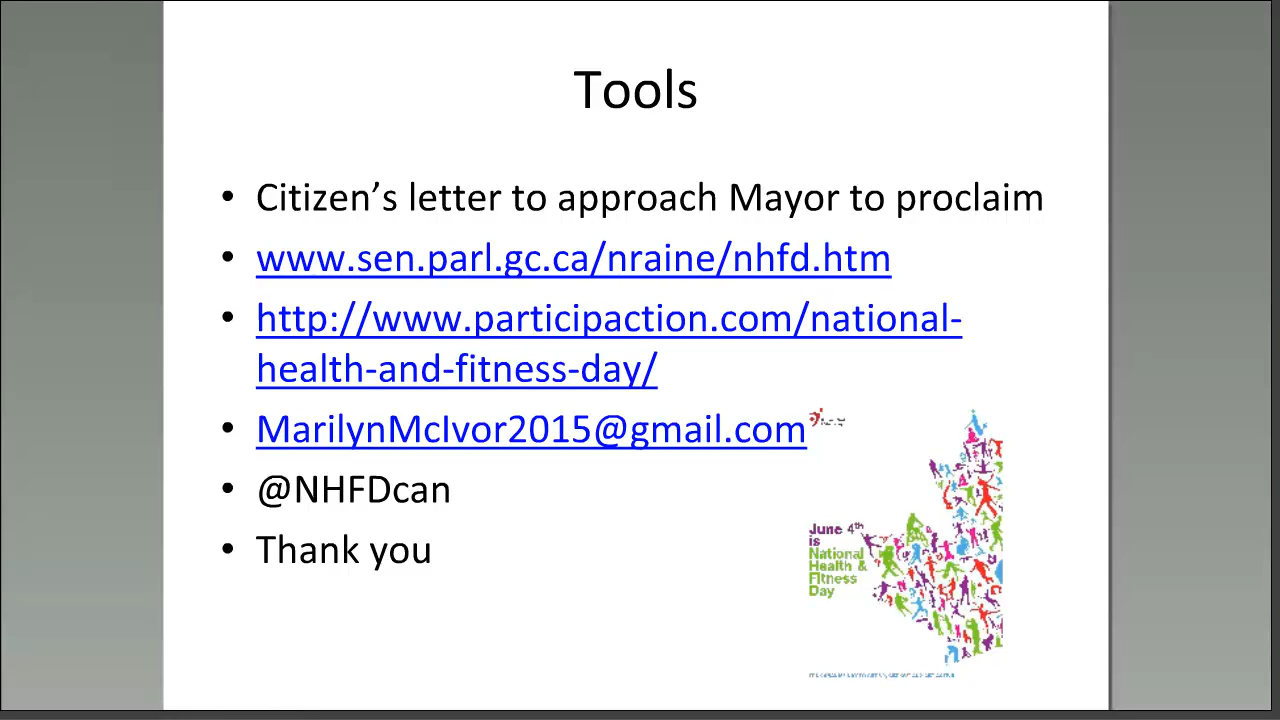 Tools
• Citizen’s letter to approach Mayor to proclaim
• www.sen.parl.gc.ca/nraine/nhfd.htm
• http://www.participaction.com/national-
health-and-fitness-day/
• MarilynMcIvor2015@gmail.com
• @NHFDcan
• Thank you
June 4th
is
National
Health &
Fitness
Day